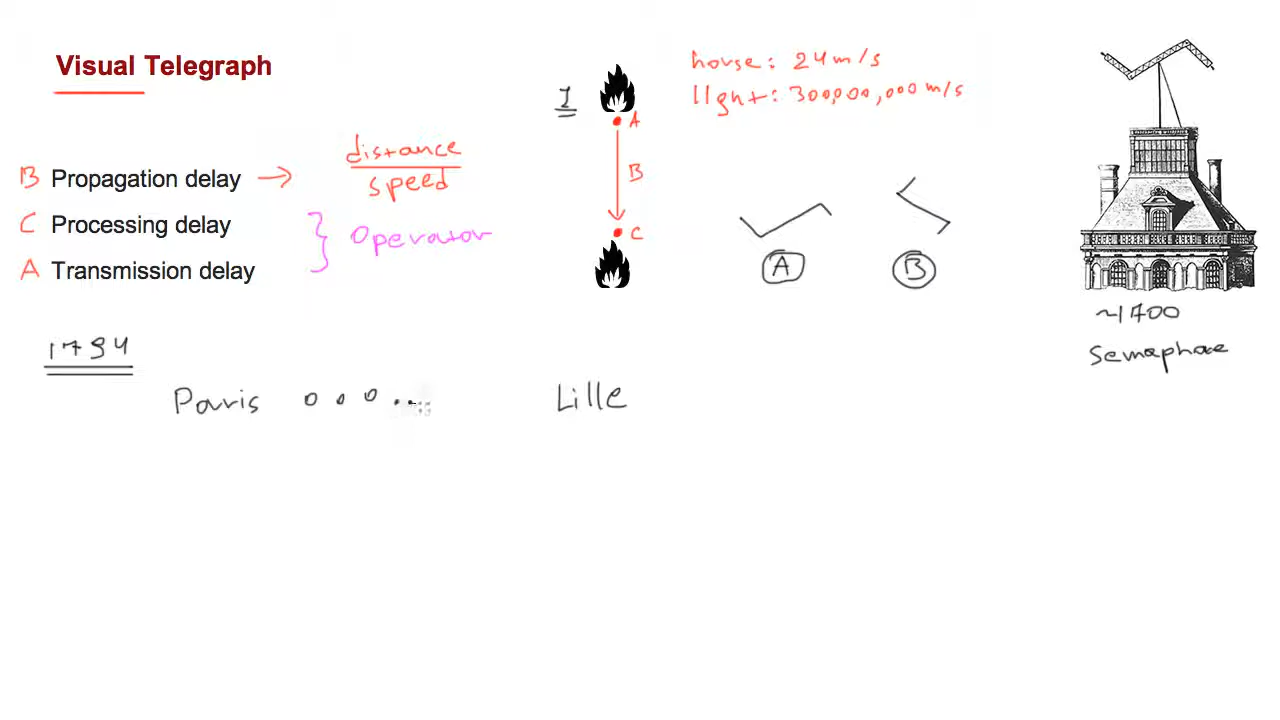 Visual Telegraph
horse: 24 m/s
light: 300,000,000 m/s
1
A
distance
speed
B Propagation delay →
B
C Processing delay
Operator
C
A Transmission delay
A
B
~1700
Semaphore
1794
Paris
Lille